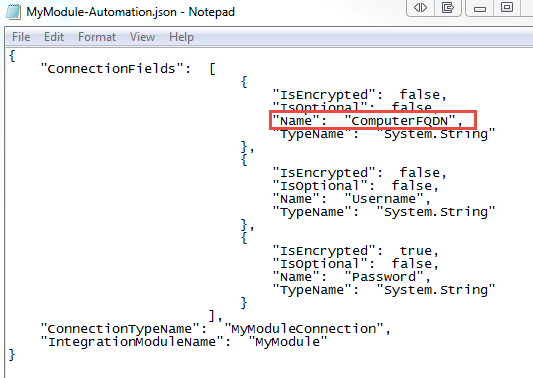 MyModule-Automation.json - Notepad
File Edit Format View Help
{
"ConnectionFields": [
{
"IsEncrypted": false,
"IsOptional": false,
"Name": "ComputerFQDN",
"TypeName": "System.String"
},
{
"IsEncrypted": false,
"IsOptional": false,
"Name": "Username",
"TypeName": "System.String"
},
{
"IsEncrypted": true,
"IsOptional": false,
"Name": "Password",
"TypeName": "System.String"
}
],
"ConnectionTypeName": "MyModuleConnection",
"IntegrationModuleName": "MyModule"
}